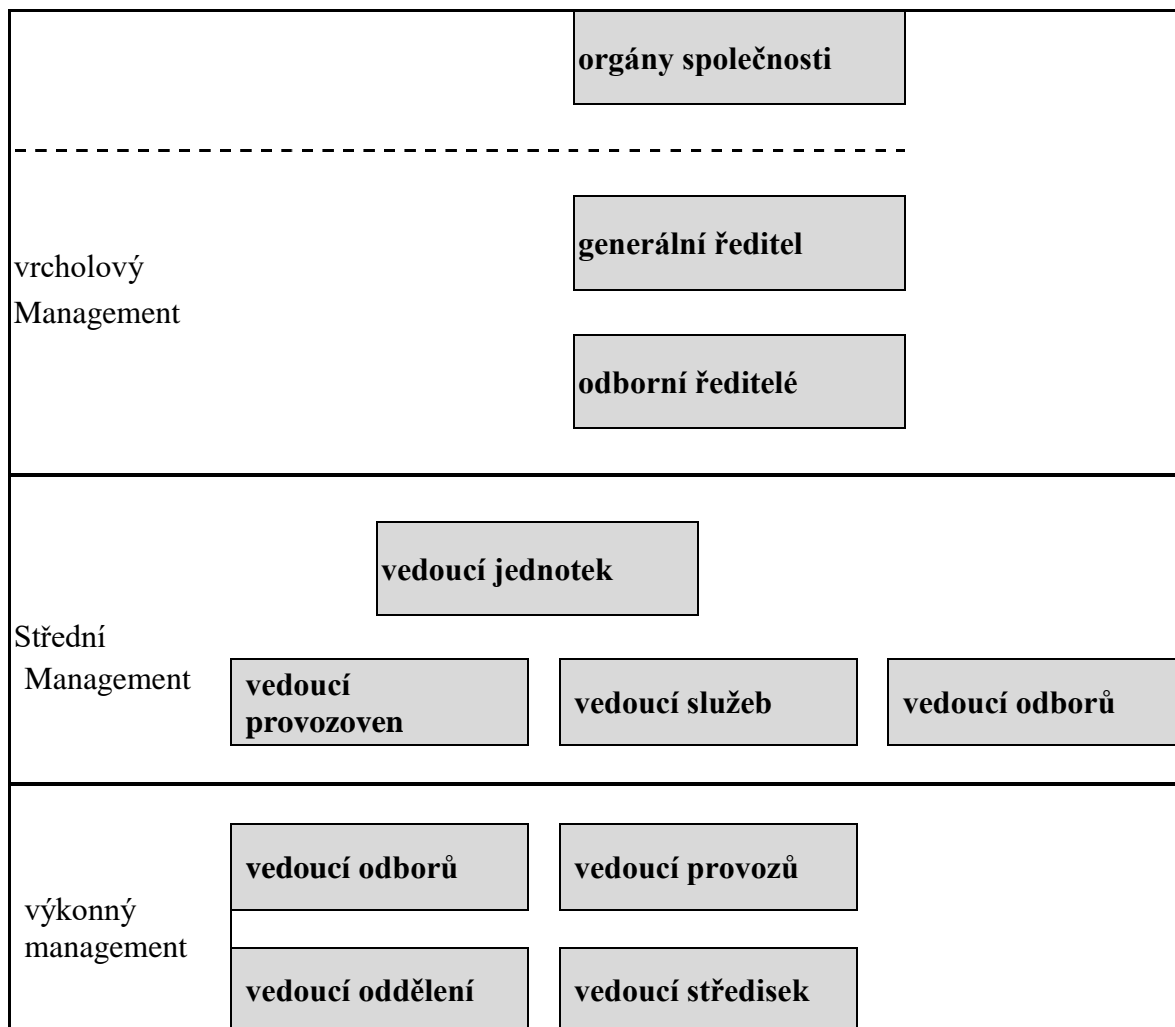 orgány společnosti
generální ředitel
vrcholový
Management
odborní ředitelé
vedoucí jednotek
Střední
Management
vedoucí
provozoven
vedoucí služeb
vedoucí odborů
vedoucí odborů
vedoucí provozů
výkonný
management
vedoucí oddělení
vedoucí středisek